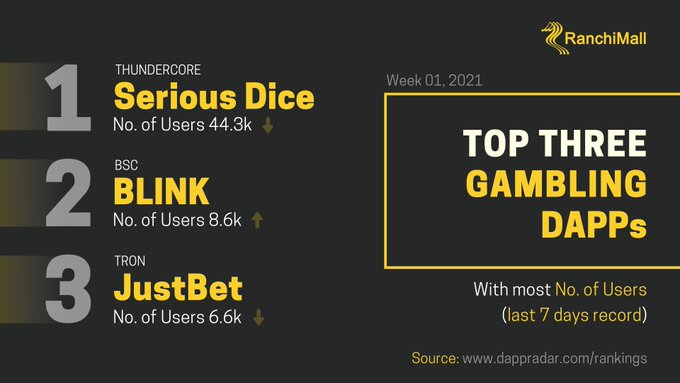 RanchiMall
1
THUNDERCORE
Serious Dice
No. of Users 44.3k
2
BSC
BLINK
No. of Users 8.6k
3
TRON
JustBet
No. of Users 6.6k
Week 01, 2021
TOP THREE
GAMBLING
DAPPs
With most No. of Users
(last 7 days record)
Source: www.dappradar.com/rankings